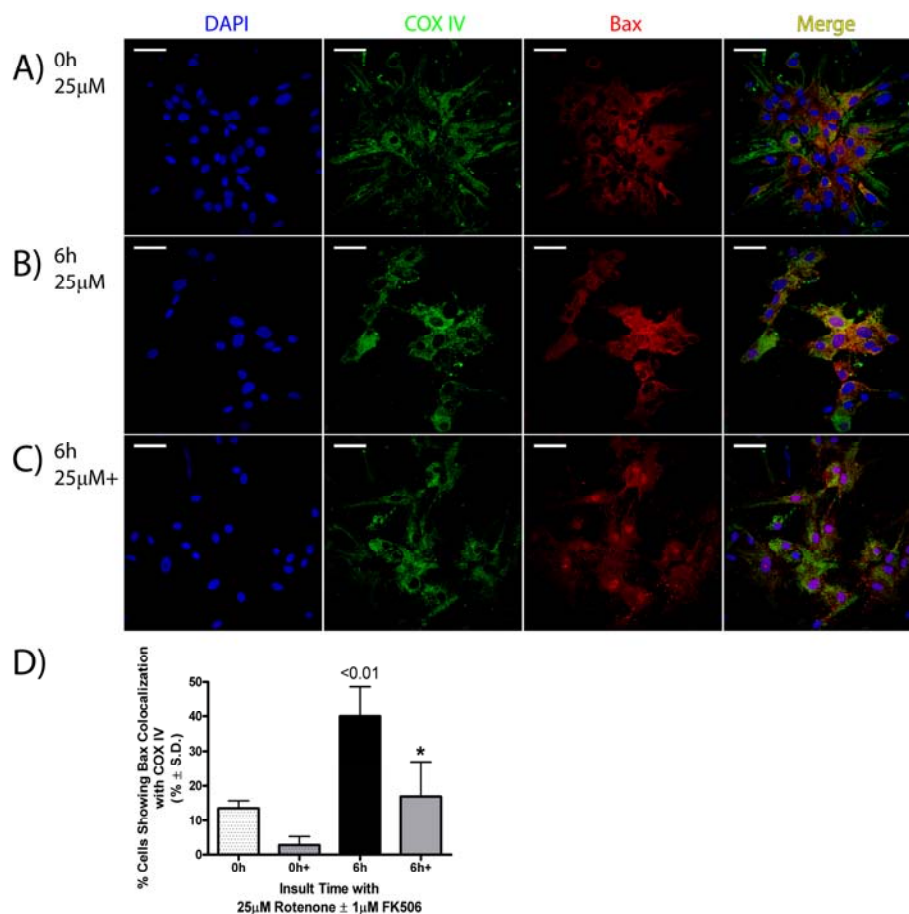 DAPI COX IV Bax Merge
A) 0h
25µM
B) 6h
25µM
C) 6h
25µM+
D)
% Cells Showing Bax Colocalization
with COX IV
(% ± S.D.)
50
40
30
20
10
0
<0.01
*
0h 0h+ 6h 6h+
Insult Time with
25µM Rotenone ± 1µM FK506